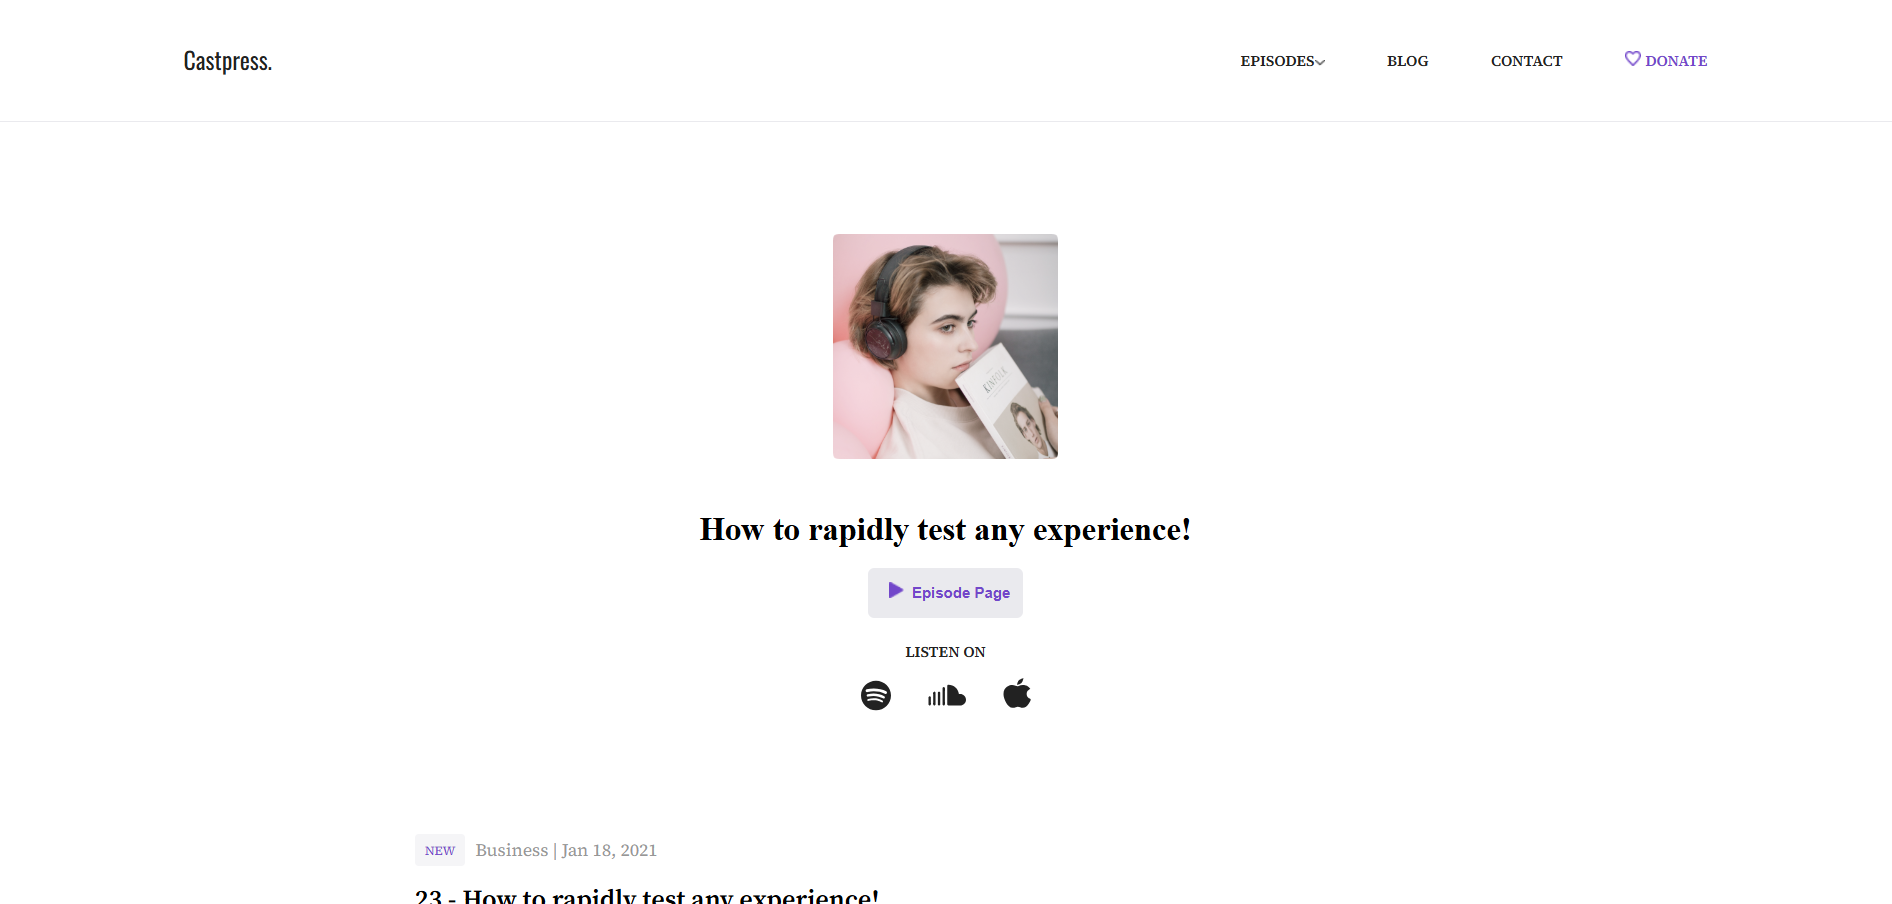 Castpress.
EPISODES
BLOG
CONTACT
DONATE
KINFOLK
How to rapidly test any experience!
Episode Page
LISTEN ON
NEW
Business | Jan 18, 2021
23 - How to rapidly test any experience!